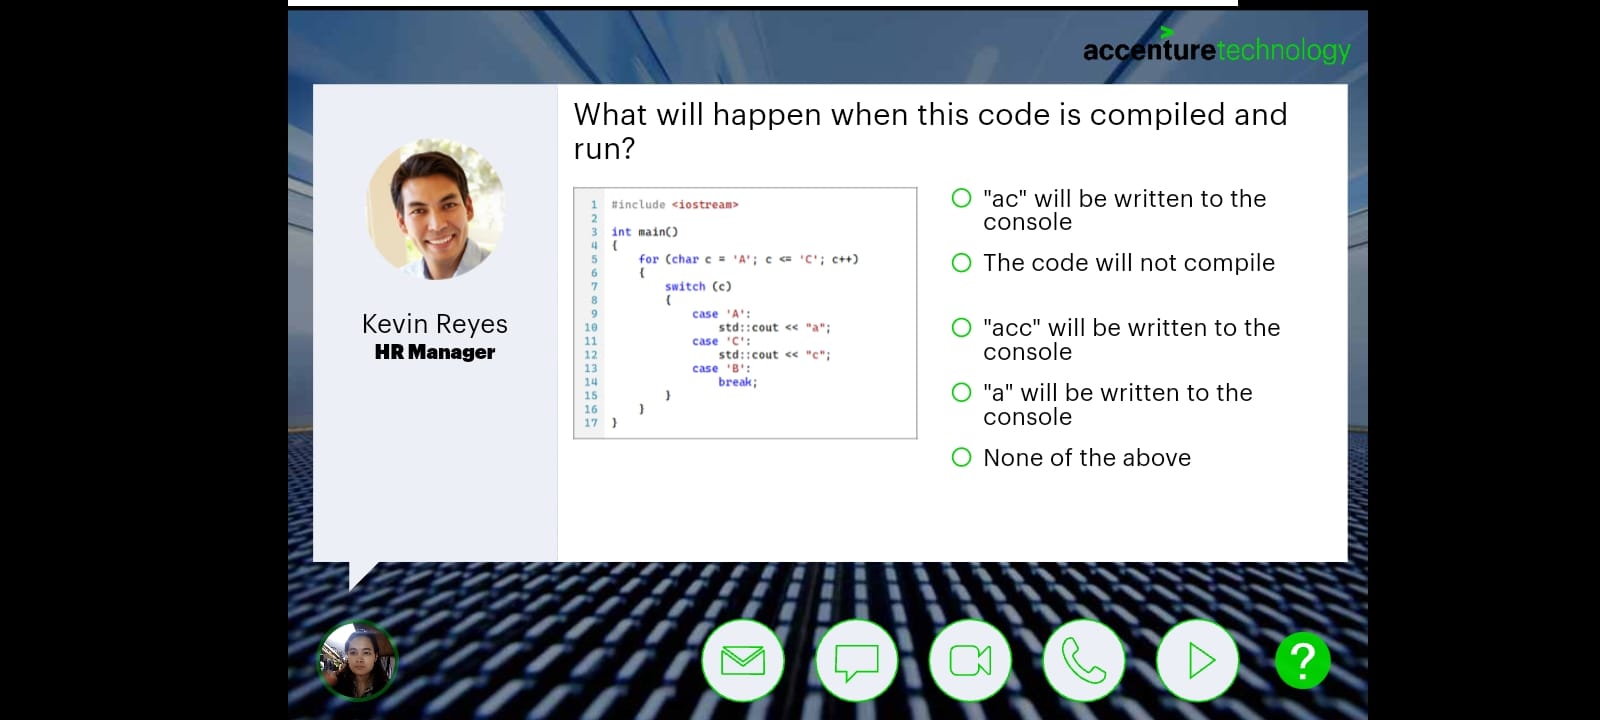 accenturetechnology
What will happen when this code is compiled and
run?
Kevin Reyes
HR Manager
1 #include <iostream>
2
3 int main()
4 {
5 for (char c = 'A'; c <= 'C'; c++)
6 {
7 switch (c)
8 {
9 case 'A':
10 std::cout << "a";
11 case 'C':
12 std::cout << "c";
13 case 'B':
14 break;
15 }
16 }
17 }
"ac" will be written to the
console
The code will not compile
"acc" will be written to the
console
"a" will be written to the
console
None of the above
?